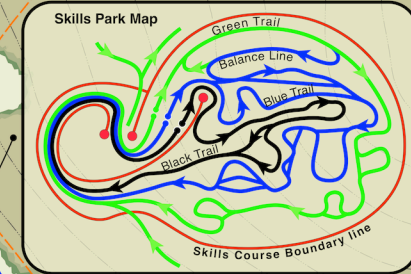 Skills Park Map
Green Trail
Balance Line
Blue Trail
Black Trail
Skills Course Boundary line